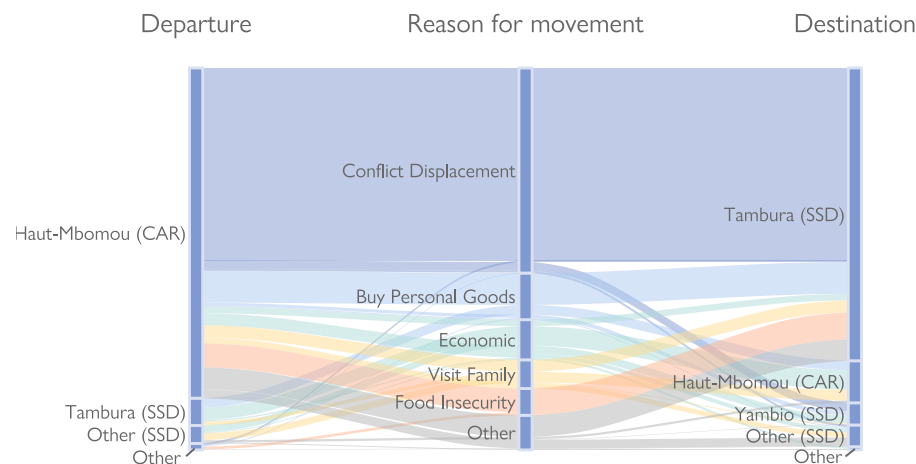 Departure
Reason for movement
Destination
Conflict Displacement
Tambura (SSD)
Haut-Mbomou (CAR)
Buy Personal Goods
Economic
Visit Family
Haut-Mbomou (CAR)
Food Insecurity
Tambura (SSD)
Yambio (SSD)
Other (SSD)
Other
Other (SSD)
Other
Other